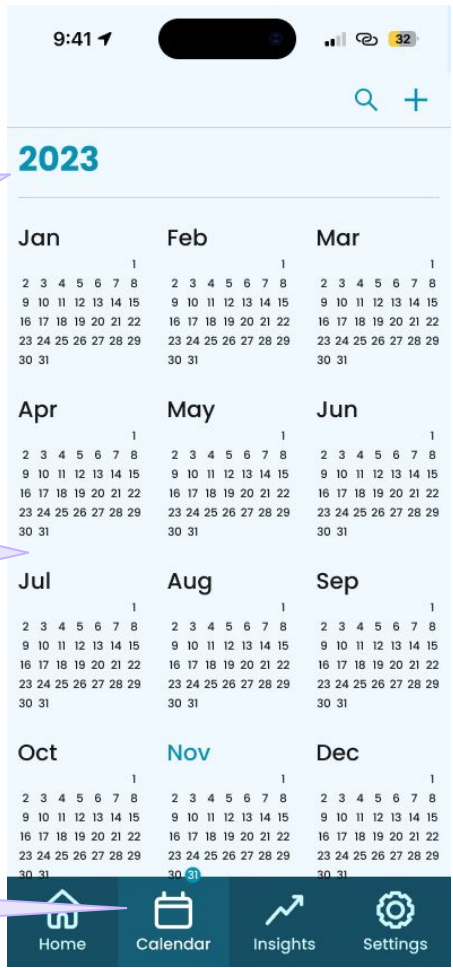 9:41 32
2023
Jan Feb Mar
1 1 1
2 3 4 5 6 7 8 2 3 4 5 6 7 8 2 3 4 5 6 7 8
9 10 11 12 13 14 15 9 10 11 12 13 14 15 9 10 11 12 13 14 15
16 17 18 19 20 21 22 16 17 18 19 20 21 22 16 17 18 19 20 21 22
23 24 25 26 27 28 29 23 24 25 26 27 28 29 23 24 25 26 27 28 29
30 31 30 31 30 31
Apr May Jun
1 1 1
2 3 4 5 6 7 8 2 3 4 5 6 7 8 2 3 4 5 6 7 8
9 10 11 12 13 14 15 9 10 11 12 13 14 15 9 10 11 12 13 14 15
16 17 18 19 20 21 22 16 17 18 19 20 21 22 16 17 18 19 20 21 22
23 24 25 26 27 28 29 23 24 25 26 27 28 29 23 24 25 26 27 28 29
30 31 30 31 30 31
Jul Aug Sep
1 1 1
2 3 4 5 6 7 8 2 3 4 5 6 7 8 2 3 4 5 6 7 8
9 10 11 12 13 14 15 9 10 11 12 13 14 15 9 10 11 12 13 14 15
16 17 18 19 20 21 22 16 17 18 19 20 21 22 16 17 18 19 20 21 22
23 24 25 26 27 28 29 23 24 25 26 27 28 29 23 24 25 26 27 28 29
30 31 30 31 30 31
Oct Nov Dec
1 1 1
2 3 4 5 6 7 8 2 3 4 5 6 7 8 2 3 4 5 6 7 8
9 10 11 12 13 14 15 9 10 11 12 13 14 15 9 10 11 12 13 14 15
16 17 18 19 20 21 22 16 17 18 19 20 21 22 16 17 18 19 20 21 22
23 24 25 26 27 28 29 23 24 25 26 27 28 29 23 24 25 26 27 28 29
30 31 30 31 30 31
Home Calendar Insights Settings